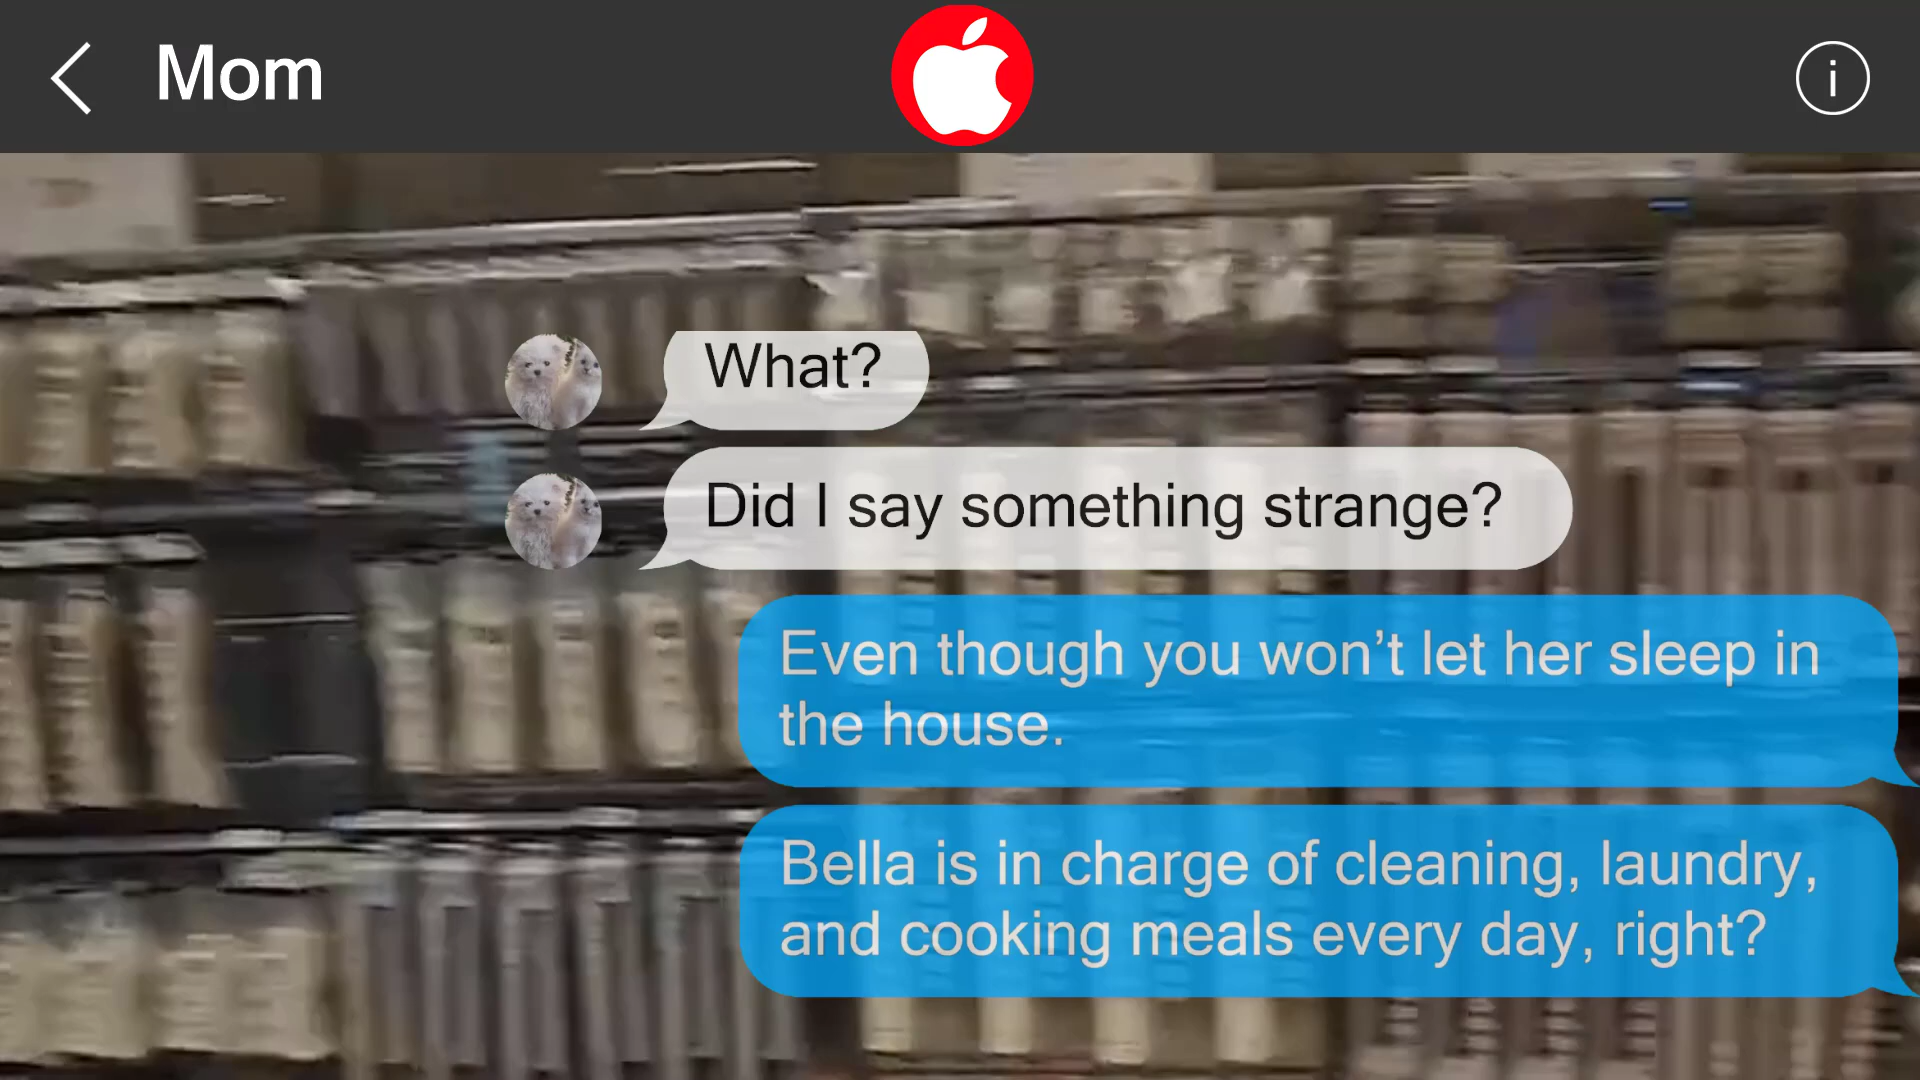 Mom
What?
Did I say something strange?
Even though you won’t let her sleep in
the house.
Bella is in charge of cleaning, laundry,
and cooking meals every day, right?